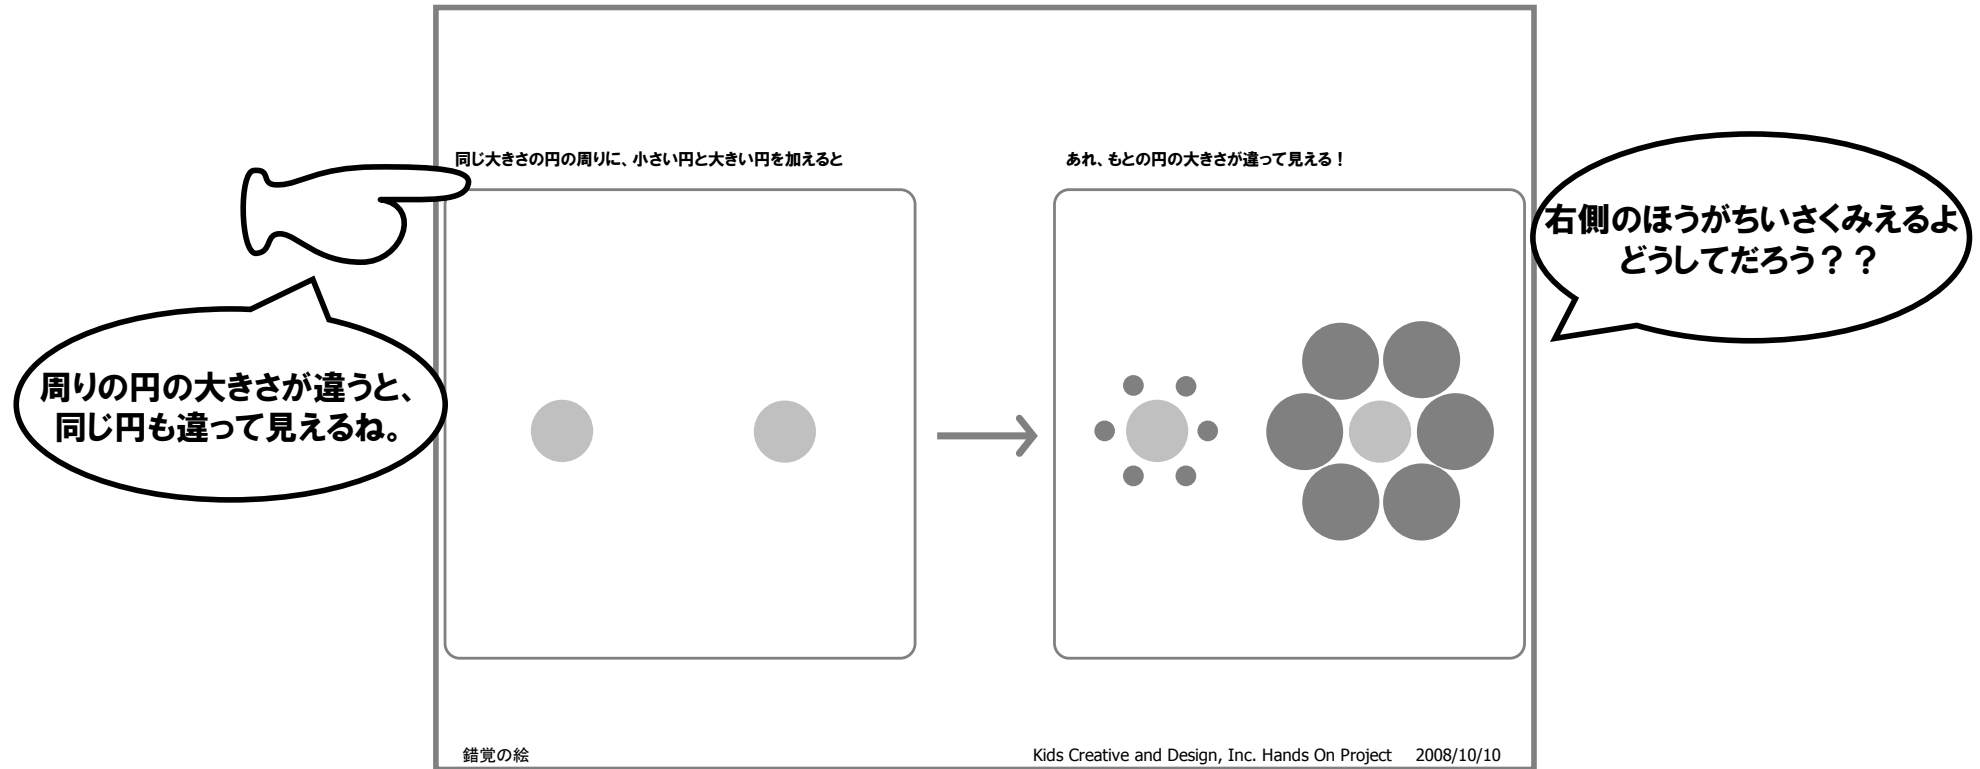 同じ大きさの円の周りに、小さい円と大きい円を加えると
あれ、もとの円の大きさが違って見える！
右側のほうがちいさくみえるよ
どうしてだろう？？
周りの円の大きさが違うと、
同じ円も違って見えるね。
錯覚の絵
Kids Creative and Design, Inc. Hands On Project 2008/10/10